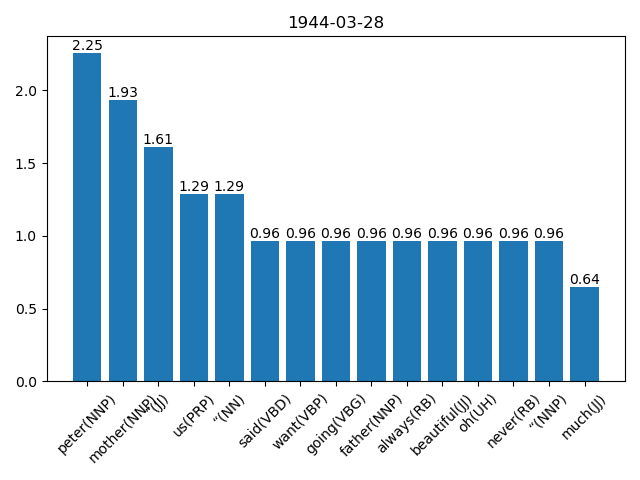 1944-03-28
2.25
1.93
1.61
1.29
1.29
0.96
0.96
0.96
0.96
0.96
0.96
0.96
0.96
0.96
0.64
2.0
1.5
1.0
0.5
0.0
peter(NNP)
mother(NNP)
“(JJ)
us(PRP)
“(NN)
said(VBD)
want(VBP)
going(VBG)
father(NNP)
always(RB)
beautiful(JJ)
oh(UH)
never(RB)
“(NNP)
much(JJ)